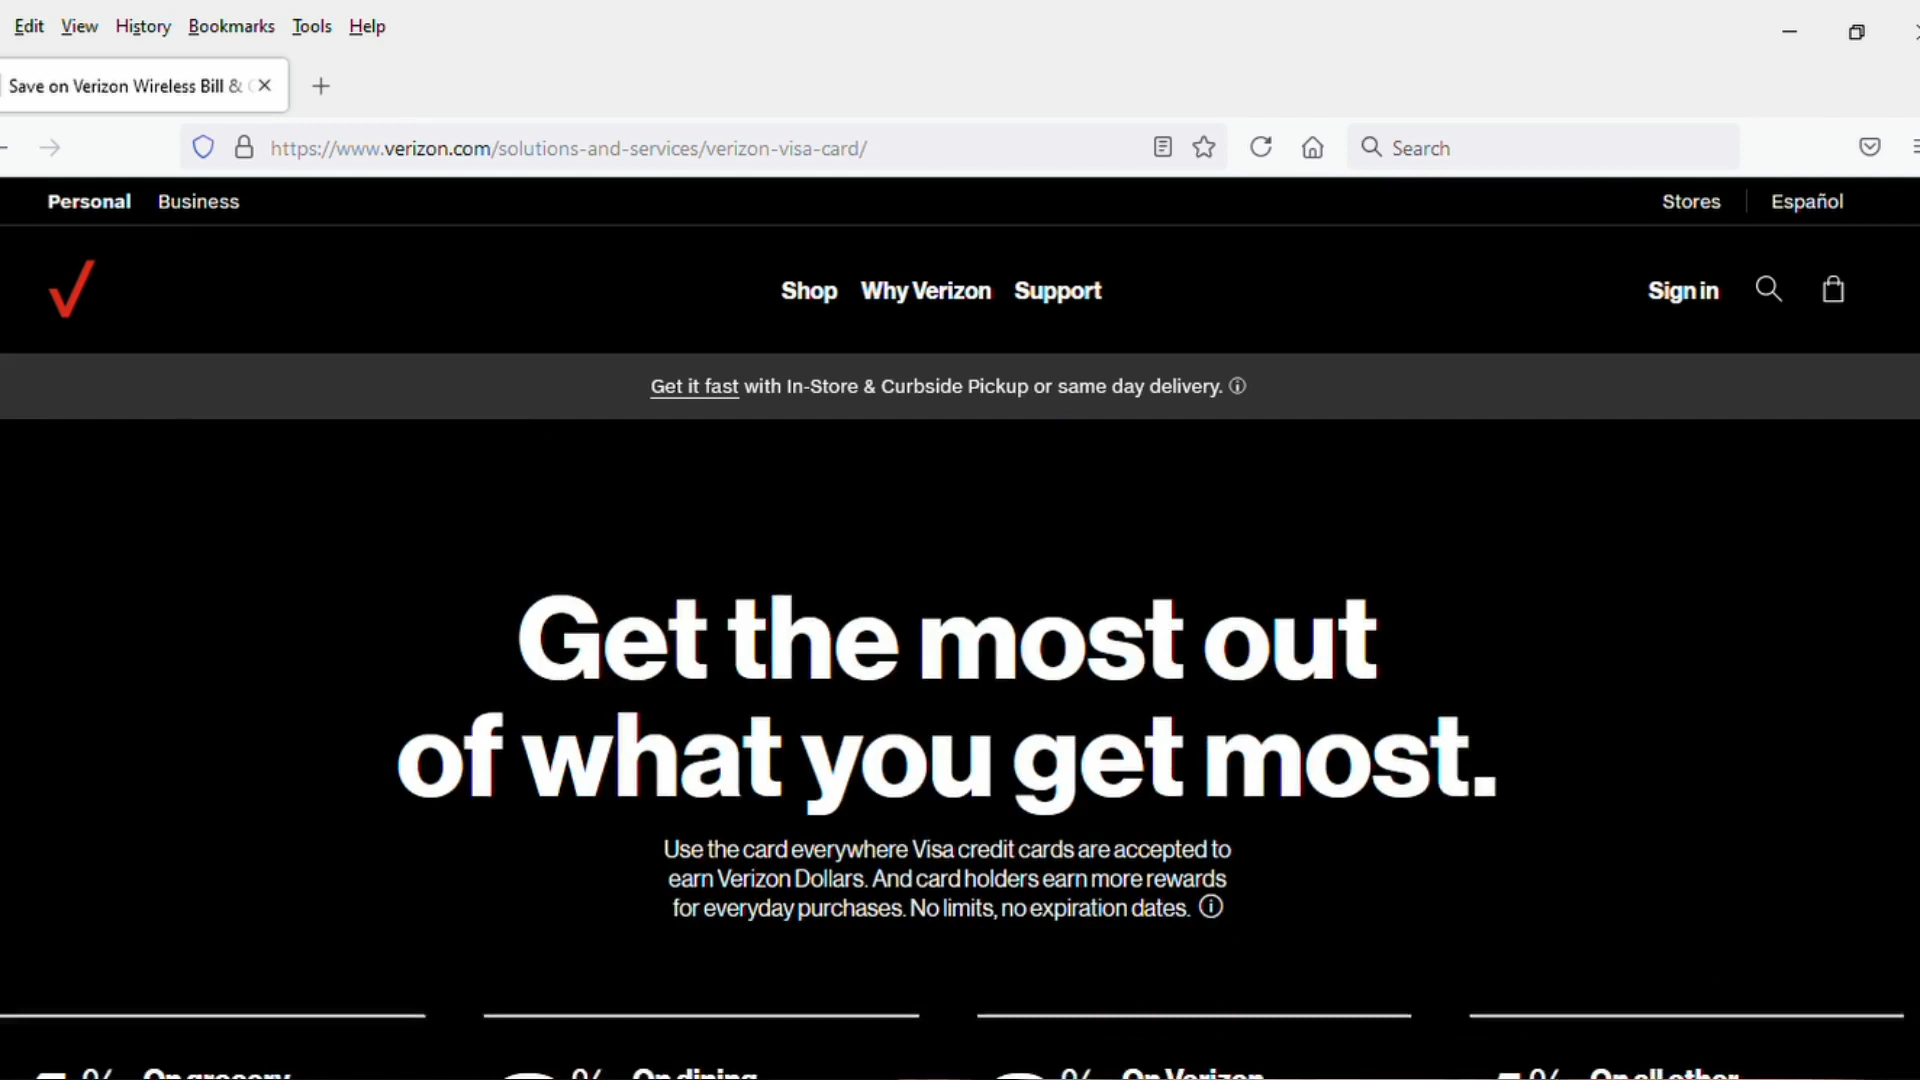 Edit View History Bookmarks Tools Help
Save on Verizon Wireless Bill &
https://www.verizon.com/solutions-and-services/verizon-visa-card/
Search
Personal Business
Stores Español
Shop Why Verizon Support
Sign in
Get it fast with In-Store & Curbside Pickup or same day delivery.
Get the most out
of what you get most.
Use the card everywhere Visa credit cards are accepted to
earn Verizon Dollars. And card holders earn more rewards
for everyday purchases. No limits, no expiration dates.
% On grocery % On dining % On Verizon % On all other